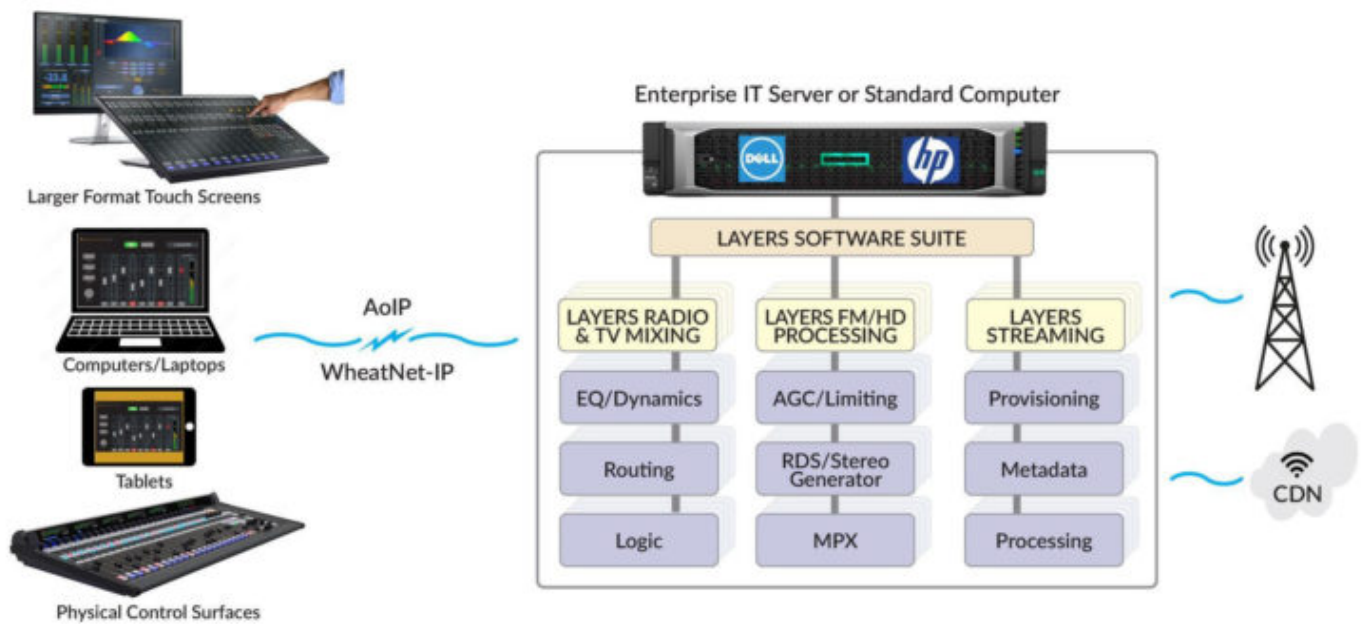 Larger Format Touch Screens
Computers/Laptops
Tablets
Physical Control Surfaces
AoIP
WheatNet-IP
Enterprise IT Server or Standard Computer
DELL
hp
LAYERS SOFTWARE SUITE
LAYERS RADIO
& TV MIXING
EQ/Dynamics
Routing
Logic
LAYERS FM/HD
PROCESSING
AGC/Limiting
RDS/Stereo
Generator
MPX
LAYERS
STREAMING
Provisioning
Metadata
Processing
CDN